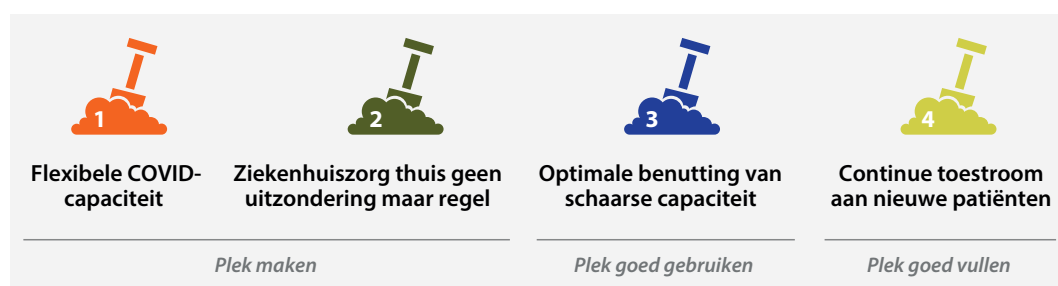 1
Flexibele COVID-
capaciteit
2
Ziekenhuiszorg thuis geen
uitzondering maar regel
3
Optimale benutting van
schaarse capaciteit
4
Continue toestroom
aan nieuwe patiënten
Plek maken
Plek goed gebruiken
Plek goed vullen